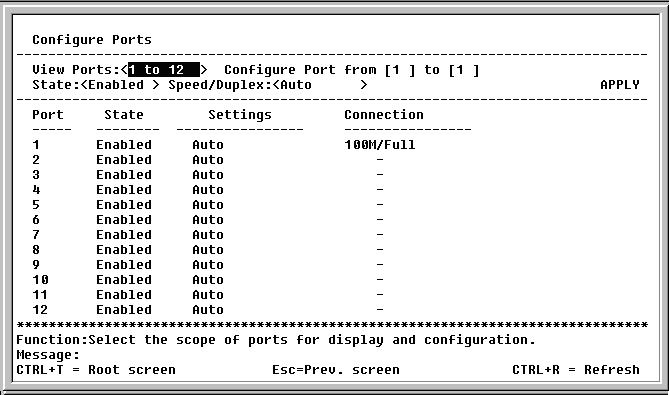 Configure Ports
View Ports:<1 to 12 > Configure Port from [1 ] to [1 ]
State:<Enabled > Speed/Duplex:<Auto > APPLY
Port State Settings Connection
1 Enabled Auto 100M/Full
2 Enabled Auto -
3 Enabled Auto -
4 Enabled Auto -
5 Enabled Auto -
6 Enabled Auto -
7 Enabled Auto -
8 Enabled Auto -
9 Enabled Auto -
10 Enabled Auto -
11 Enabled Auto -
12 Enabled Auto -
*******************************************************************************
Function:Select the scope of ports for display and configuration.
Message:
CTRL+T = Root screen Esc=Prev. screen CTRL+R = Refresh